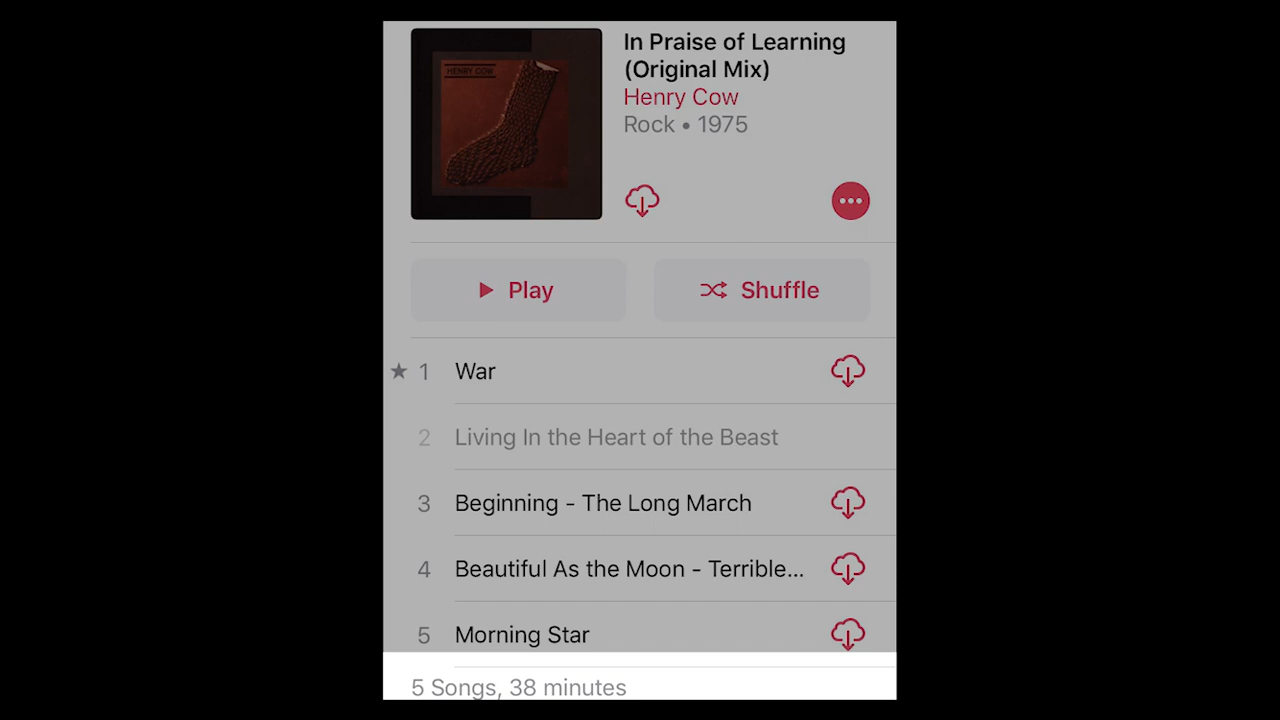 HENRY COW
In Praise of Learning
(Original Mix)
Henry Cow
Rock • 1975
Play
Shuffle
★ 1 War
2 Living In the Heart of the Beast
3 Beginning - The Long March
4 Beautiful As the Moon - Terrible...
5 Morning Star
5 Songs, 38 minutes